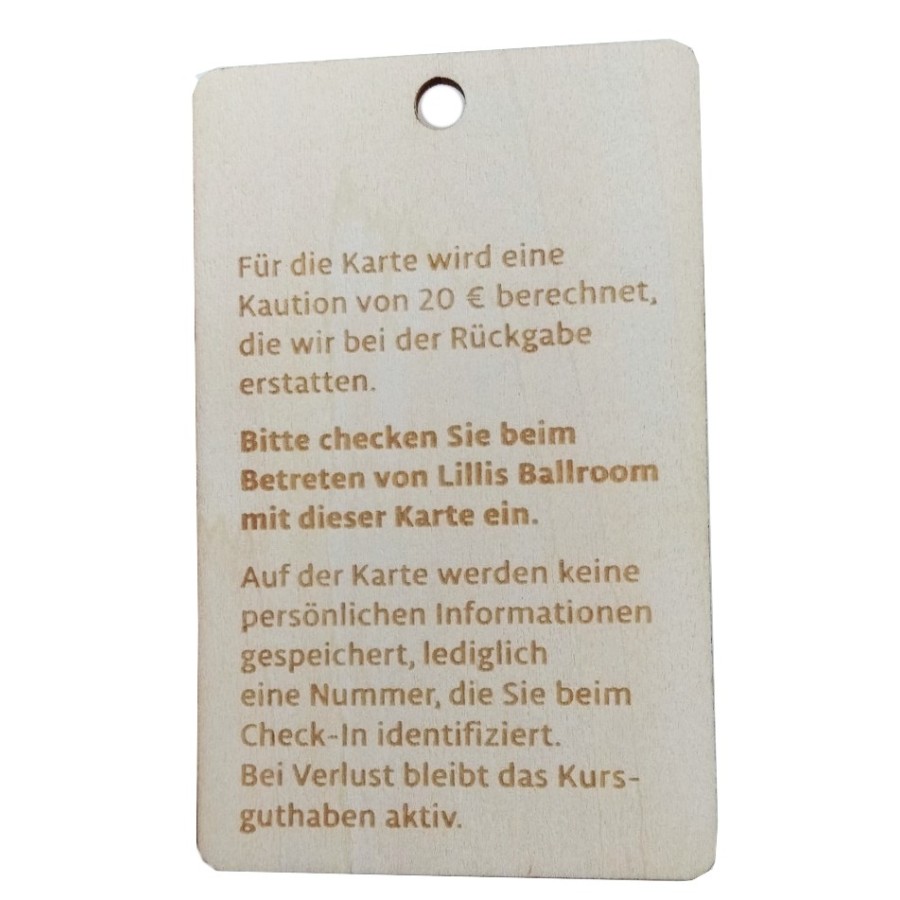 Für die Karte wird eine
Kaution von 20 € berechnet,
die wir bei der Rückgabe
erstatten.
Bitte checken Sie beim
Betreten von Lillis Ballroom
mit dieser Karte ein.
Auf der Karte werden keine
persönlichen Informationen
gespeichert, lediglich
eine Nummer, die Sie beim
Check-In identifiziert.
Bei Verlust bleibt das Kurs-
guthaben aktiv.